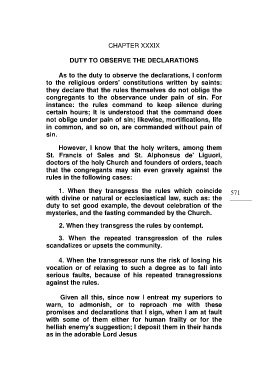 CHAPTER XXXIX
DUTY TO OBSERVE THE DECLARATIONS
As to the duty to observe the declarations, I conform
to the religious orders' constitutions written by saints:
they declare that the rules themselves do not oblige the
congregants to the observance under pain of sin. For
instance: the rules command to keep silence during
certain hours; It is understood that the command does
not oblige under pain of sin; likewise, mortifications, life
in common, and so on, are commanded without pain of
sin.
However, I know that the holy writers, among them
St. Francis of Sales and St. Alphonsus de' Liguori,
doctors of the holy Church and founders of orders, teach
that the congregants may sin even gravely against the
rules in the following cases:
1. When they transgress the rules which coincide
with divine or natural or ecclesiastical law, such as: the
duty to set good example, the devout celebration of the
mysteries, and the fasting commanded by the Church.
571
2. When they transgress the rules by contempt.
3. When the repeated transgression of the rules
scandalizes or upsets the community.
4. When the transgressor runs the risk of losing his
vocation or of relaxing to such a degree as to fall into
serious faults, because of his repeated transgressions
against the rules.
Given all this, since now I entreat my superiors to
warn, to admonish, or to reproach me with these
promises and declarations that I sign, when I am at fault
with some of them either for human frailty or for the
hellish enemy's suggestion; I deposit them in their hands
as in the adorable Lord Jesus